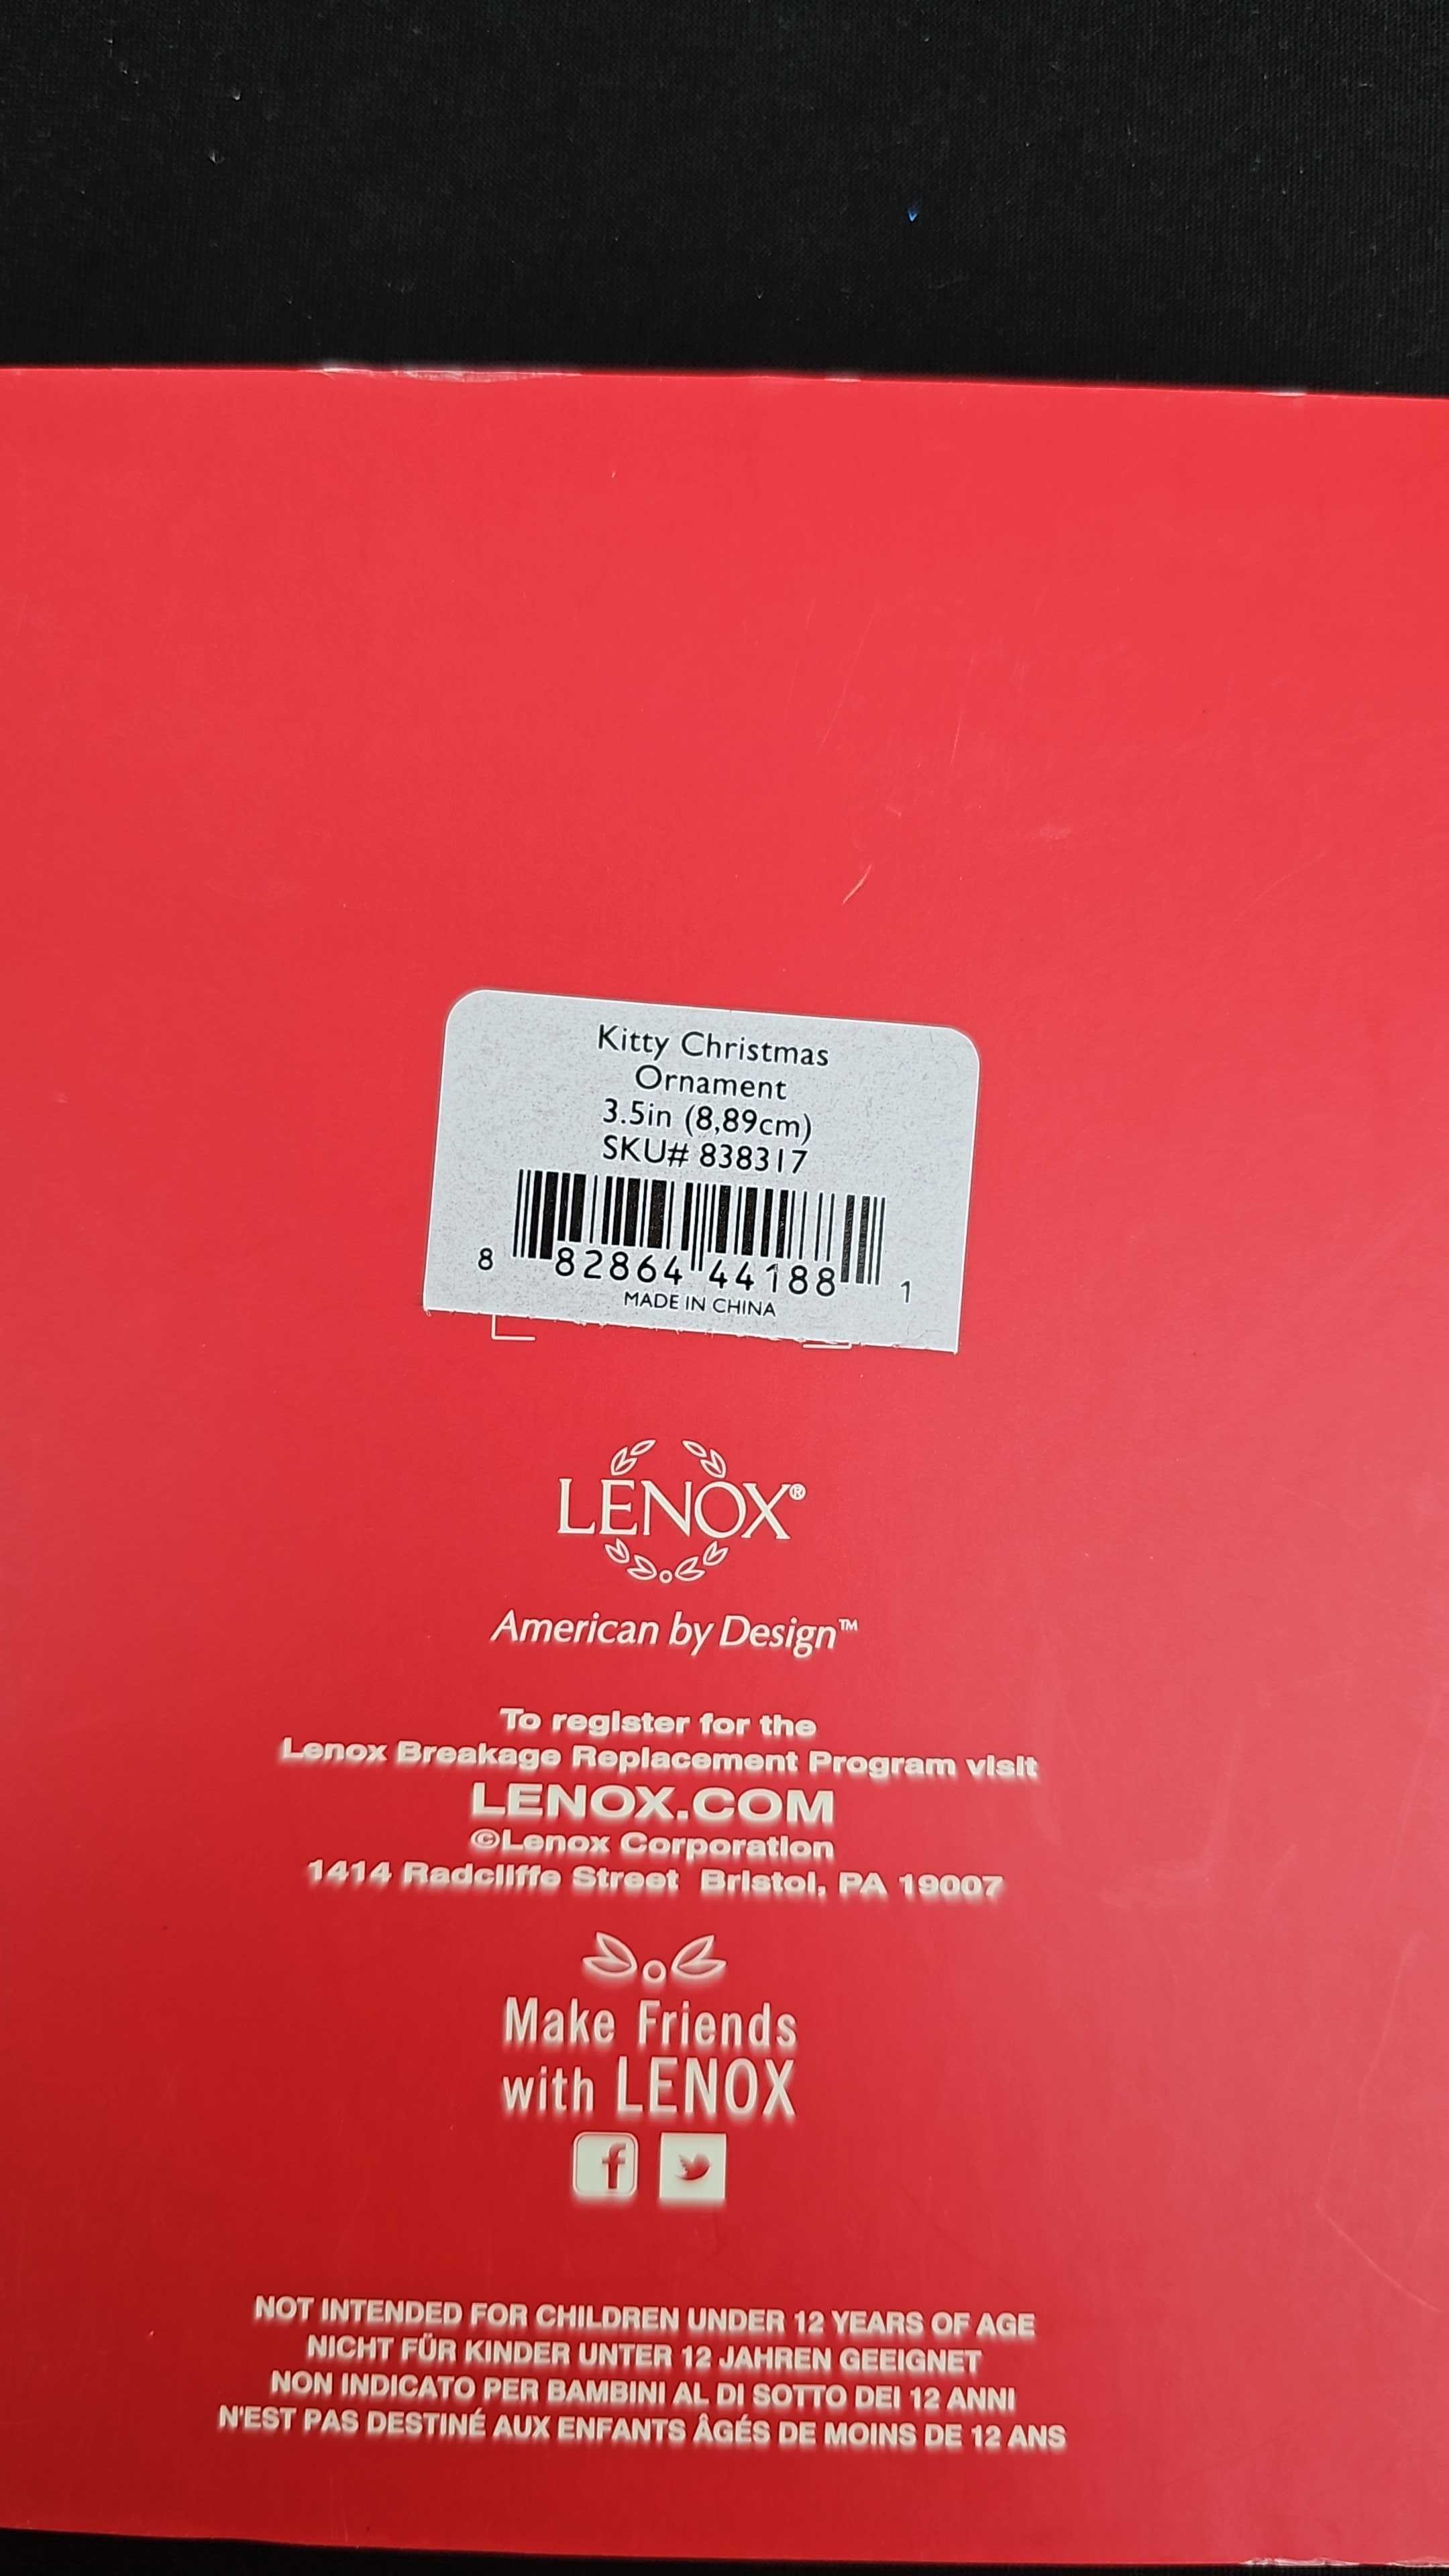 Kitty Christmas
Ornament
3.5in (8,89cm)
SKU# 838317
8 82864 44188 1
MADE IN CHINA
LENOX®
American by Design™
To register for the
Lenox Breakage Replacement Program visit
LENOX.COM
©Lenox Corporation
1414 Radcliffe Street Bristol, PA 19007
Make Friends
with LENOX
f
NOT INTENDED FOR CHILDREN UNDER 12 YEARS OF AGE
NICHT FÜR KINDER UNTER 12 JAHREN GEEIGNET
NON INDICATO PER BAMBINI AL DI SOTTO DEI 12 ANNI
N'EST PAS DESTINÉ AUX ENFANTS ÂGÉS DE MOINS DE 12 ANS